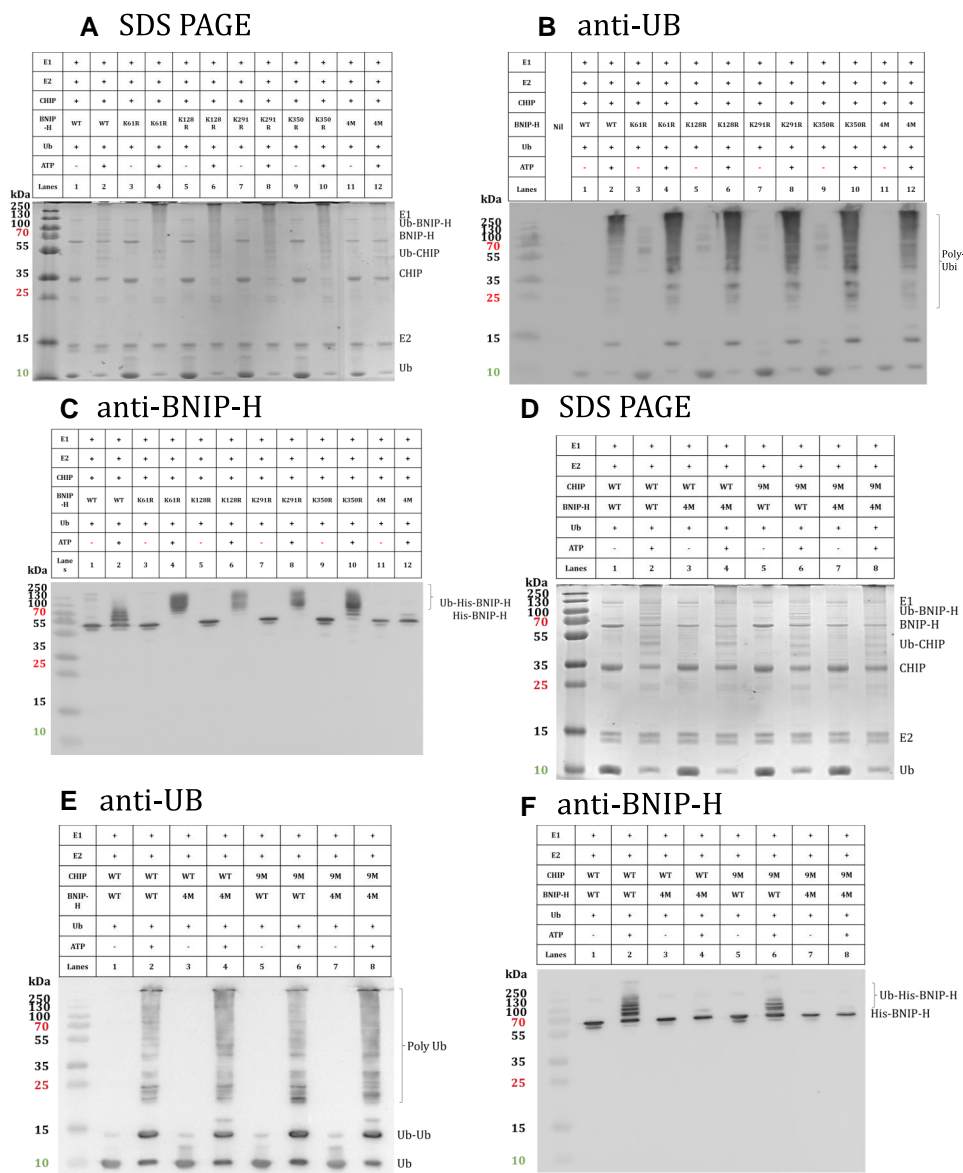 A SDS PAGE
E1 + + + + + + + + + + + +
E2 + + + + + + + + + + + +
CHIP + + + + + + + + + + + +
BNIP-H WT WT K61R K61R K128R K128R K291R K291R K350R K350R 4M 4M
Ub + + + + + + + + + + + +
ATP - + - + - + - + - + - +
Lanes 1 2 3 4 5 6 7 8 9 10 11 12
kDa
250
130
100
70
55
35
25
15
10
E1
Ub-BNIP-H
BNIP-H
Ub-CHIP
CHIP
E2
Ub
B anti-UB
E1 + + + + + + + + + + + +
E2 + + + + + + + + + + + +
CHIP + + + + + + + + + + + +
BNIP-H Nil WT WT K61R K61R K128R K128R K291R K291R K350R K350R 4M 4M
Ub + + + + + + + + + + + +
ATP - + - + - + - + - + - +
Lanes 1 2 3 4 5 6 7 8 9 10 11 12
kDa
250
130
100
70
55
35
25
15
10
Poly-
Ubi
C anti-BNIP-H
E1 + + + + + + + + + + + +
E2 + + + + + + + + + + + +
CHIP + + + + + + + + + + + +
BNIP-H WT WT K61R K61R K128R K128R K291R K291R K350R K350R 4M 4M
Ub + + + + + + + + + + + +
ATP - + - + - + - + - + - +
Lanes 1 2 3 4 5 6 7 8 9 10 11 12
kDa
250
130
100
70
55
35
25
15
10
Ub-His-BNIP-H
His-BNIP-H
D SDS PAGE
E1 + + + + + + + +
E2 + + + + + + + +
CHIP WT WT WT WT 9M 9M 9M 9M
BNIP-H WT WT 4M 4M WT WT 4M 4M
Ub + + + + + + + +
ATP - + - + - + - +
Lanes 1 2 3 4 5 6 7 8
kDa
250
130
100
70
55
35
25
15
10
E1
Ub-BNIP-H
BNIP-H
Ub-CHIP
CHIP
E2
Ub
E anti-UB
E1 + + + + + + + +
E2 + + + + + + + +
CHIP WT WT WT WT 9M 9M 9M 9M
BNIP-H WT WT 4M 4M WT WT 4M 4M
Ub + + + + + + + +
ATP - + - + - + - +
Lanes 1 2 3 4 5 6 7 8
kDa
250
130
100
70
55
35
25
15
10
Poly Ub
Ub-Ub
Ub
F anti-BNIP-H
E1 + + + + + + + +
E2 + + + + + + + +
CHIP WT WT WT WT 9M 9M 9M 9M
BNIP-H WT WT 4M 4M WT WT 4M 4M
Ub + + + + + + + +
ATP - + - + - + - +
Lanes 1 2 3 4 5 6 7 8
kDa
250
130
100
70
55
35
25
15
10
Ub-His-BNIP-H
His-BNIP-H